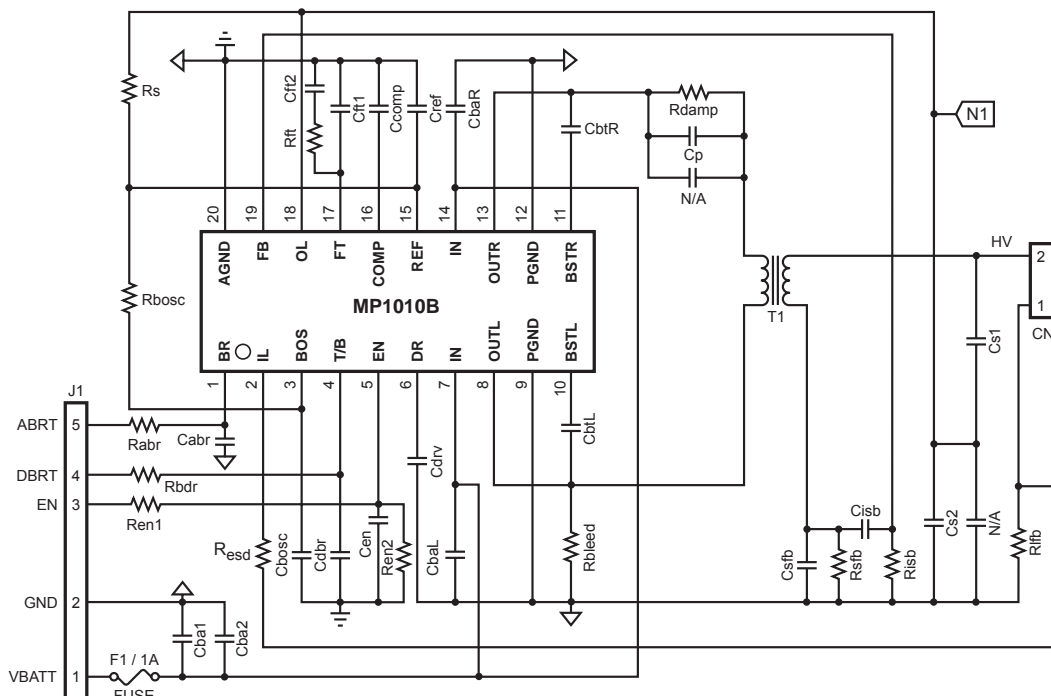 N1
Rs
Cft2
Rft
Cft1
Ccomp
Cref
CbaR
CbtR
Rdamp
Cp
N/A
20
19
18
17
16
15
14
13
12
11
AGND
FB
OL
FT
COMP
REF
IN
OUTR
PGND
BSTR
MP1010B
BR
IL
BOS
T/B
EN
DR
IN
OUTL
PGND
BSTL
1
2
3
4
5
6
7
8
9
10
Rbosc
T1
HV
2
1
CN
Cs1
J1
ABRT
5
Rabr
Cabr
DBRT
4
Rbdr
EN
3
Ren1
Resd
Cbosc
Cdbr
Cen
Ren2
Cdrv
CbaL
CbtL
Rbleed
Csfb
Rsfb
Cisb
Risb
Cs2
N/A
Rlfb
GND
2
Cba1
Cba2
VBATT
1
F1 / 1A
FUSE